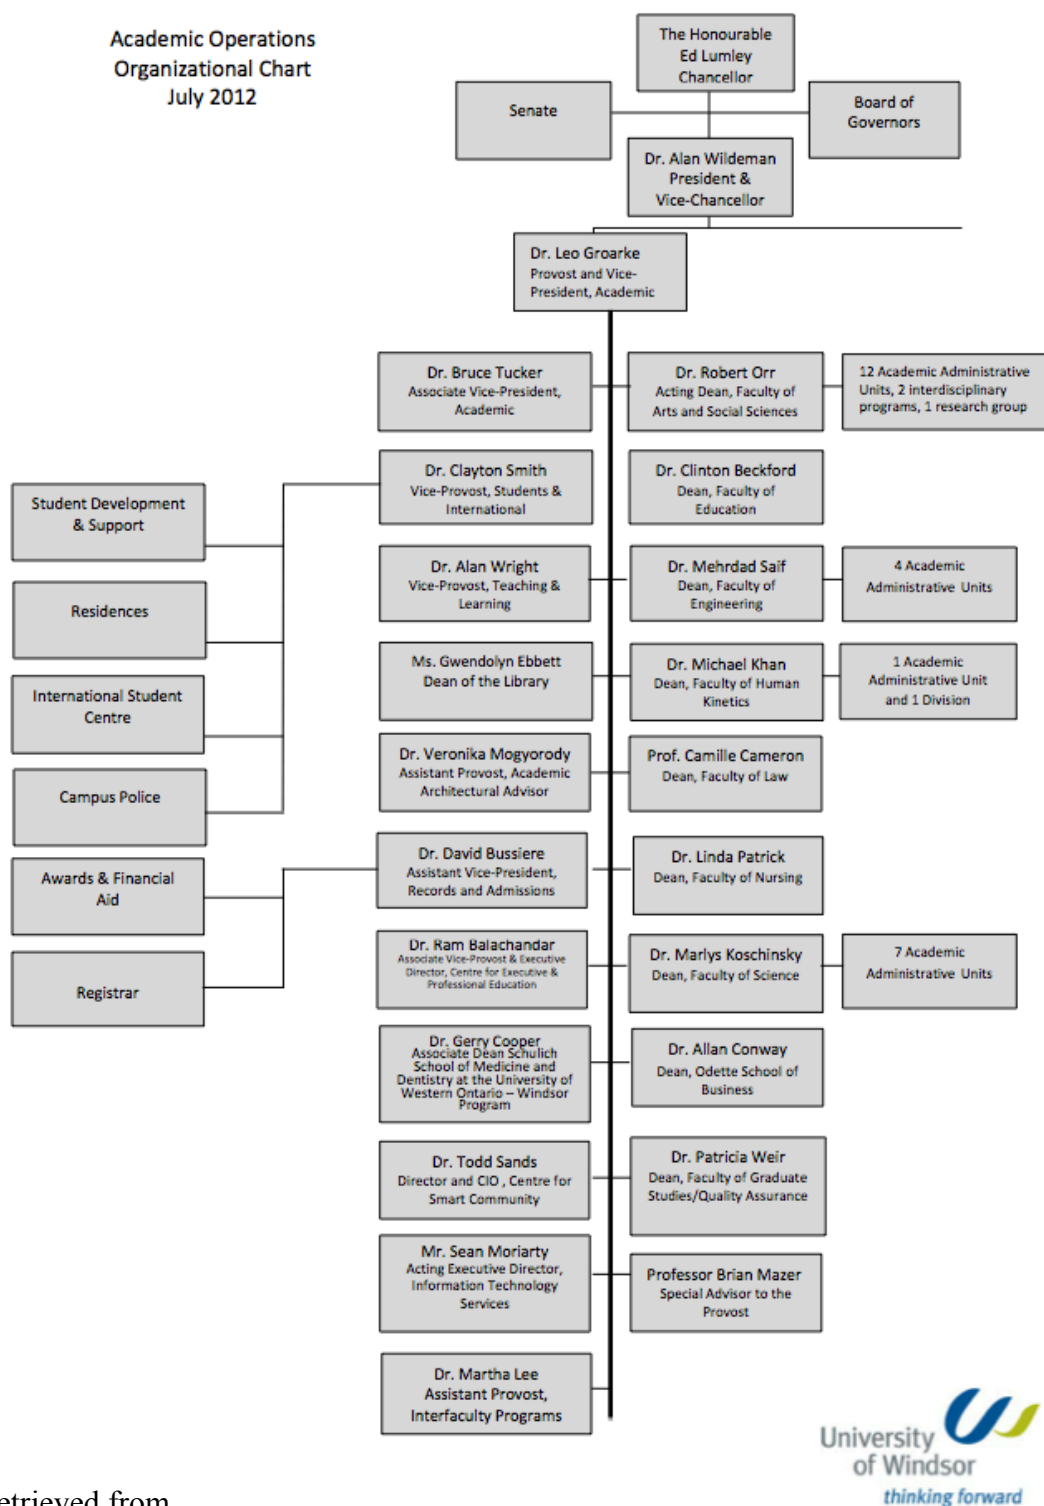 Academic Operations
Organizational Chart
July 2012
The Honourable
Ed Lumley
Chancellor
Senate
Board of
Governors
Dr. Alan Wildeman
President &
Vice-Chancellor
Dr. Leo Groarke
Provost and Vice-
President, Academic
Dr. Bruce Tucker
Associate Vice-President,
Academic
Dr. Robert Orr
Acting Dean, Faculty of
Arts and Social Sciences
12 Academic Administrative
Units, 2 interdisciplinary
programs, 1 research group
Dr. Clayton Smith
Vice-Provost, Students &
International
Dr. Clinton Beckford
Dean, Faculty of
Education
Student Development
& Support
Dr. Alan Wright
Vice-Provost, Teaching &
Learning
Dr. Mehrdad Saif
Dean, Faculty of
Engineering
4 Academic
Administrative Units
Residences
Ms. Gwendolyn Ebbett
Dean of the Library
Dr. Michael Khan
Dean, Faculty of Human
Kinetics
1 Academic
Administrative Unit
and 1 Division
International Student
Centre
Dr. Veronika Mogyorody
Assistant Provost, Academic
Architectural Advisor
Prof. Camille Cameron
Dean, Faculty of Law
Campus Police
Dr. David Bussiere
Assistant Vice-President,
Records and Admissions
Dr. Linda Patrick
Dean, Faculty of Nursing
Awards & Financial
Aid
Dr. Ram Balachandar
Associate Vice-Provost & Executive
Director, Centre for Executive &
Professional Education
Dr. Marlys Koschinsky
Dean, Faculty of Science
7 Academic
Administrative Units
Registrar
Dr. Gerry Cooper
Associate Dean Schulich
School of Medicine and
Dentistry at the University of
Western Ontario – Windsor
Program
Dr. Allan Conway
Dean, Odette School of
Business
Dr. Todd Sands
Director and CIO , Centre for
Smart Community
Dr. Patricia Weir
Dean, Faculty of Graduate
Studies/Quality Assurance
Mr. Sean Moriarty
Acting Executive Director,
Information Technology
Services
Professor Brian Mazer
Special Advisor to the
Provost
Dr. Martha Lee
Assistant Provost,
Interfaculty Programs
University
of Windsor
thinking forward
etrieved from